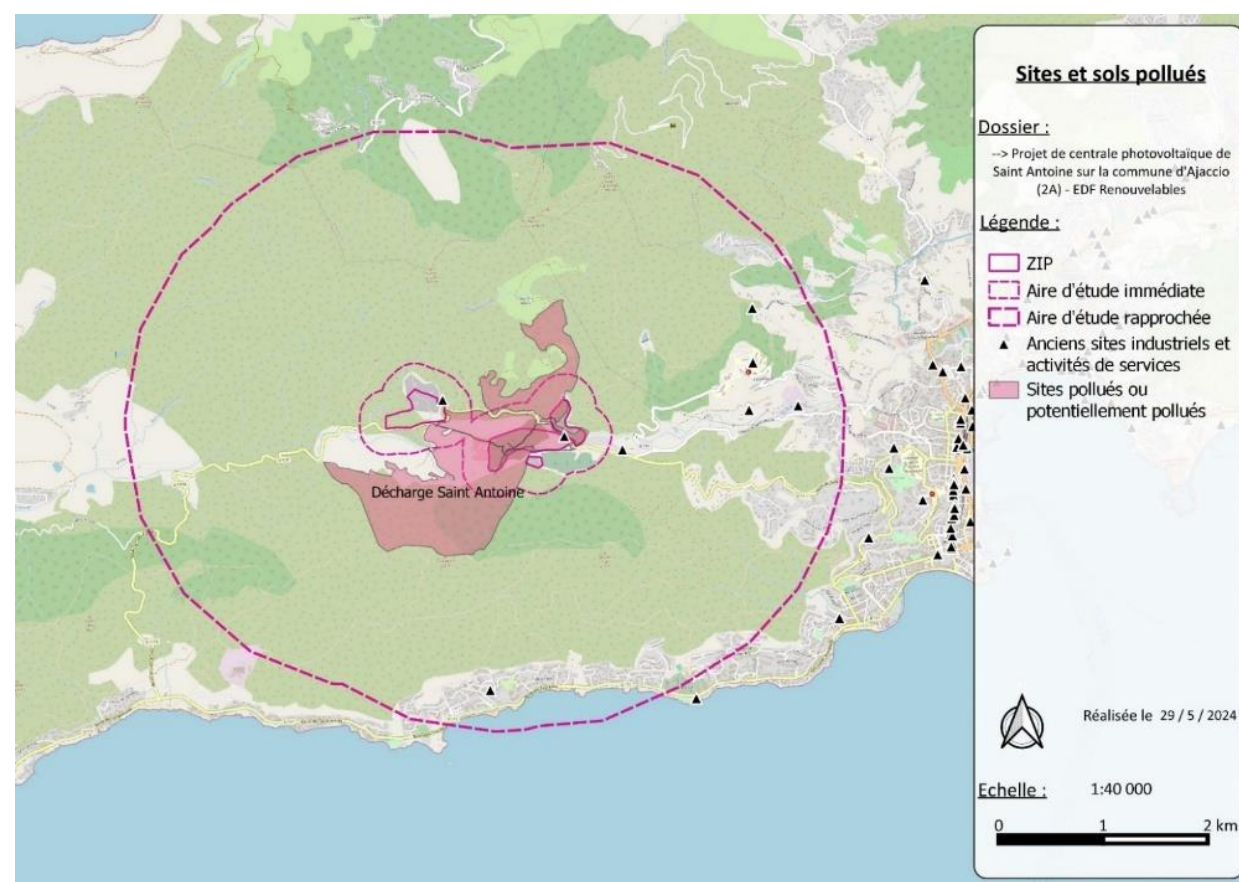 Sites et sols pollués
Dossier :
--> Projet de centrale photovoltaïque de
Saint Antoine sur la commune d'Ajaccio
(2A) - EDF Renouvelables
Légende :
ZIP
Aire d'étude immédiate
Aire d'étude rapprochée
Anciens sites industriels et
activités de services
Sites pollués ou
potentiellement pollués
Décharge Saint Antoine
Réalisée le 29 / 5 / 2024
Echelle :
1:40 000
0 1 2 km